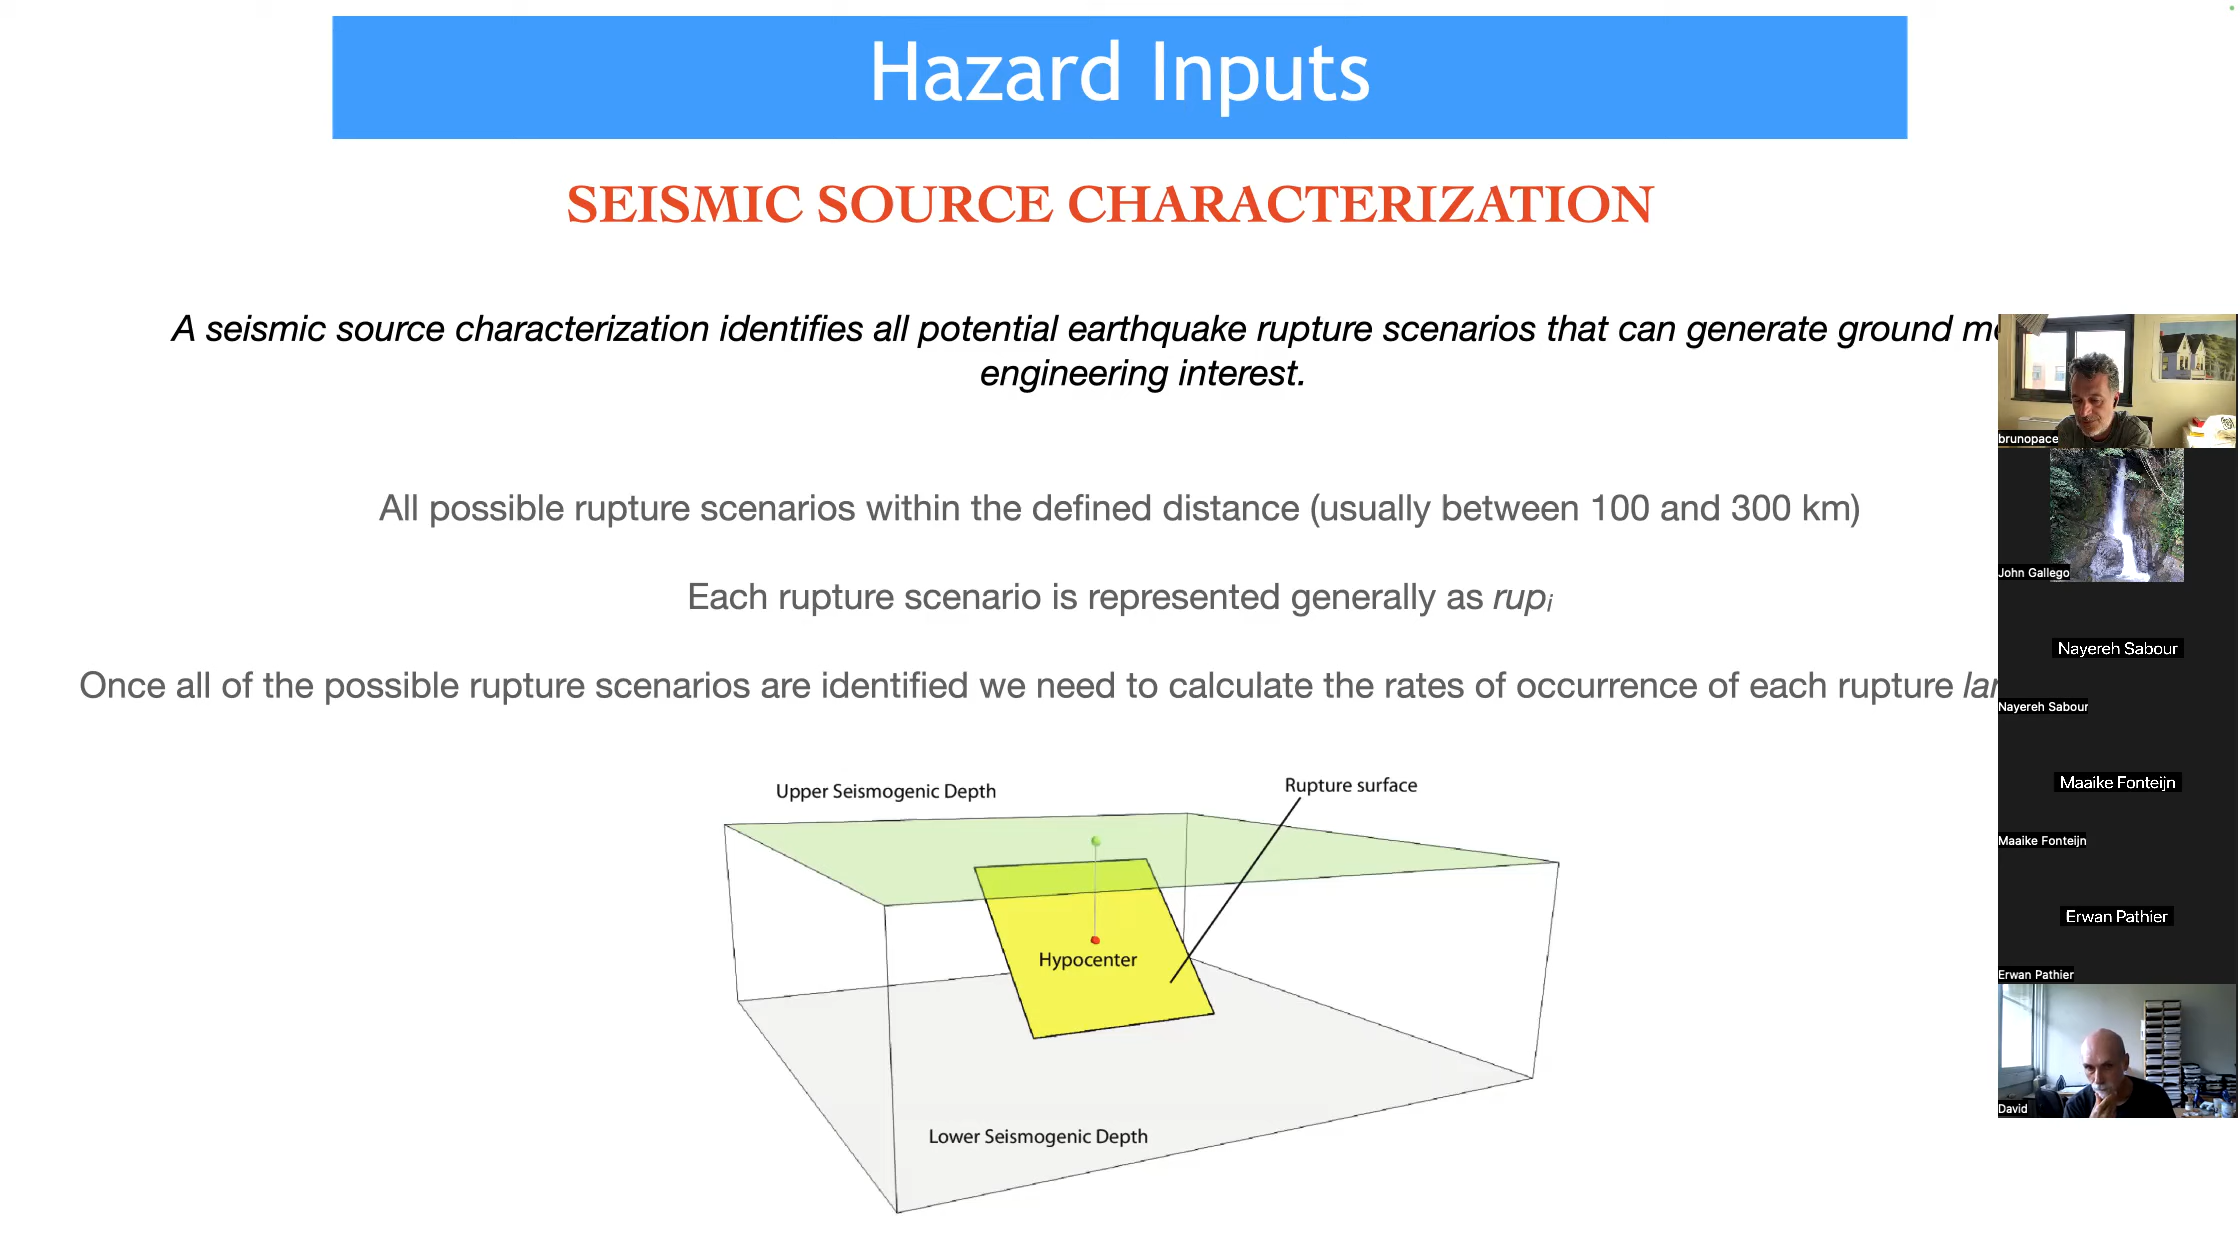 Hazard Inputs
SEISMIC SOURCE CHARACTERIZATION
A seismic source characterization identifies all potential earthquake rupture scenarios that can generate ground
engineering interest.
All possible rupture scenarios within the defined distance (usually between 100 and 300 km)
Each rupture scenario is represented generally as rupi
Once all of the possible rupture scenarios are identified we need to calculate the rates of occurrence of each rupture
Upper Seismogenic Depth
Rupture surface
Hypocenter
Lower Seismogenic Depth
brunopace
John Gallego
Nayereh Sabour
Nayereh Sabour
Maaike Fonteijn
Maaike Fonteijn
Erwan Pathier
Erwan Pathier
David